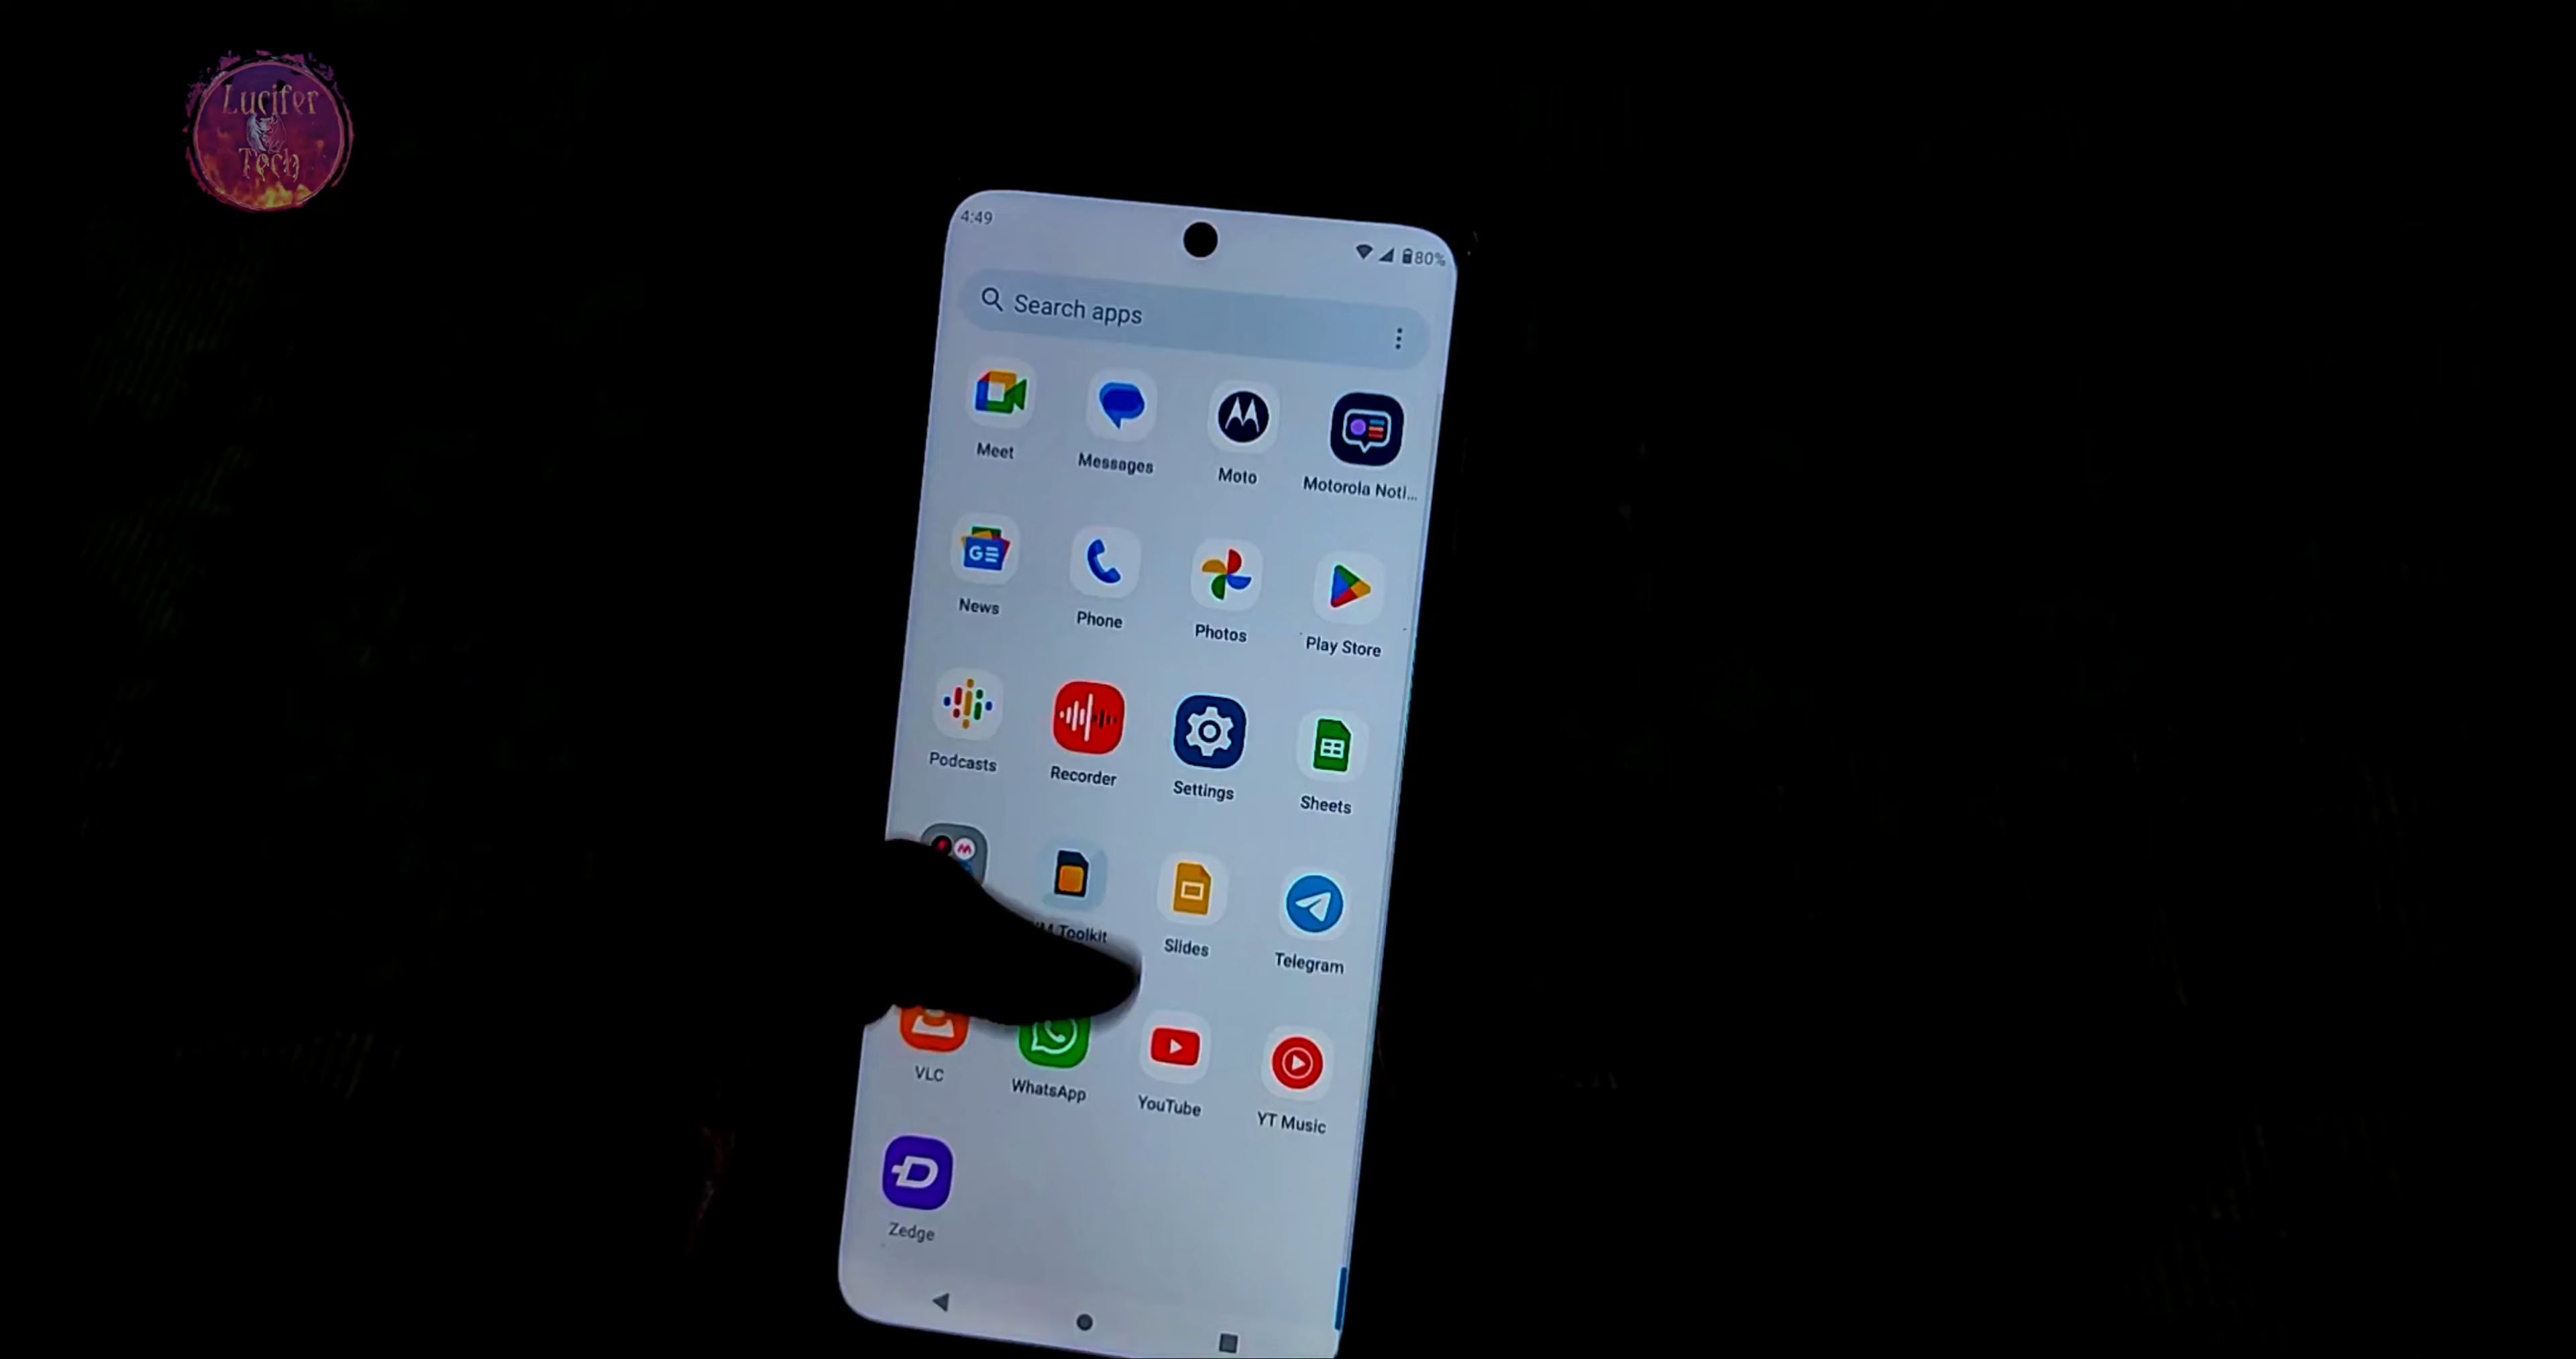 Lucifer
Tech
4:49
80%
Search apps
Meet
Messages
Moto
Motorola Noti...
News
Phone
Photos
Play Store
Podcasts
Recorder
Settings
Sheets
Toolkit
Slides
Telegram
VLC
WhatsApp
YouTube
YT Music
Zedge